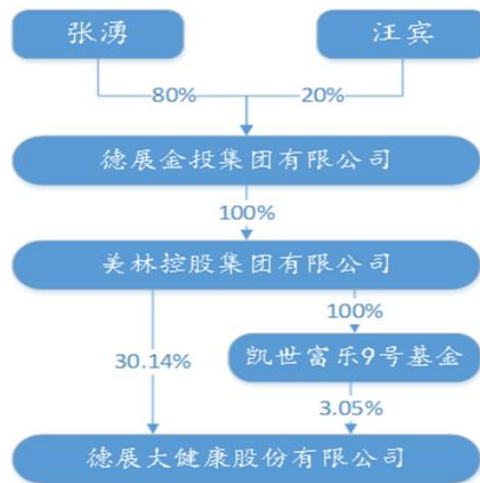 张湧
汪宾
80%
20%
德展金投集团有限公司
100%
美林控股集团有限公司
100%
30.14%
凯世富乐9号基金
3.05%
德展大健康股份有限公司